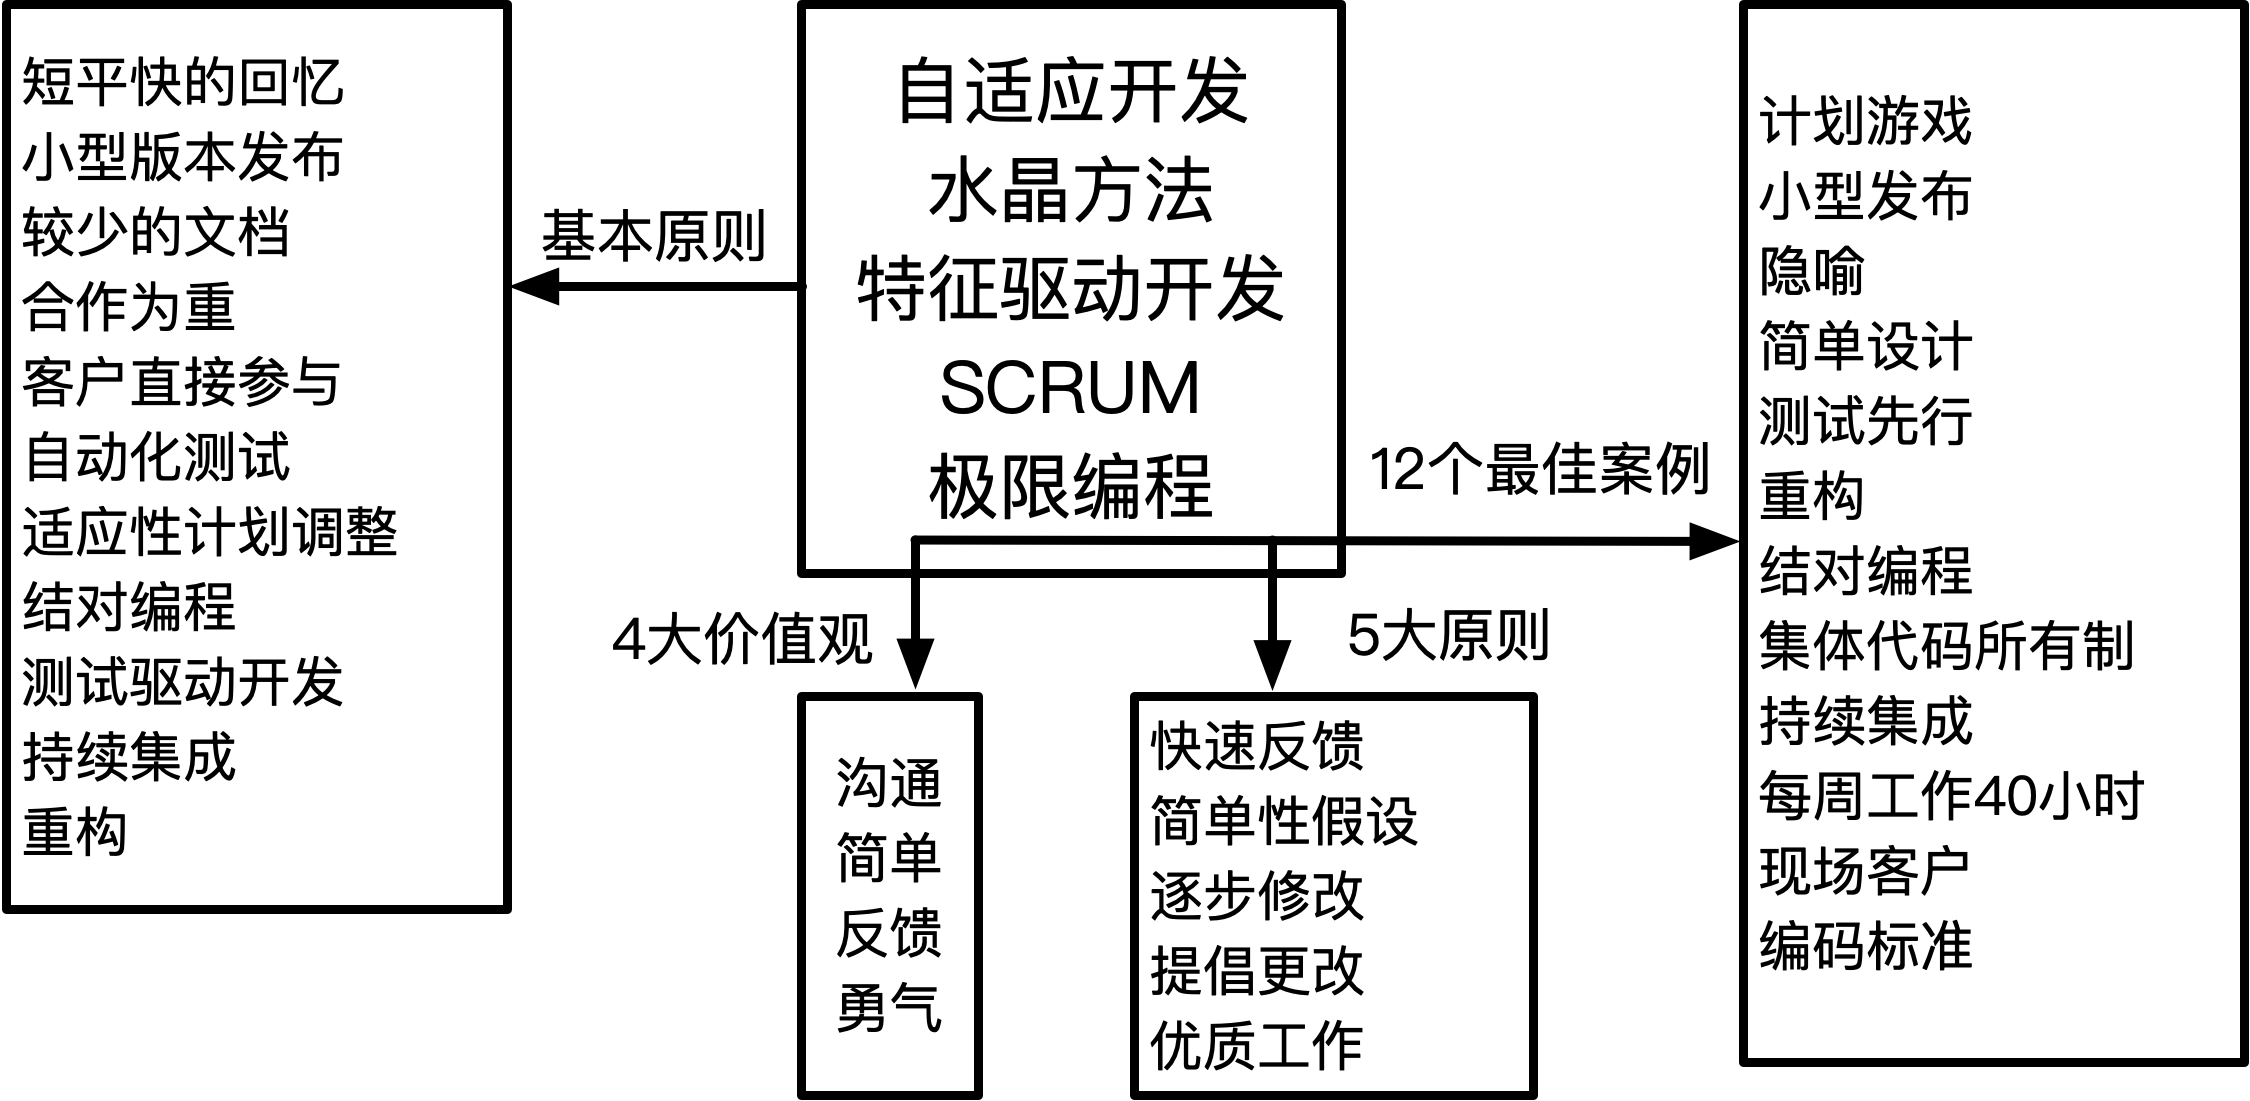 短平快的回忆
小型版本发布
较少的文档
合作为重
客户直接参与
自动化测试
适应性计划调整
结对编程
测试驱动开发
持续集成
重构
基本原则
自适应开发
水晶方法
特征驱动开发
SCRUM
极限编程
4大价值观
沟通
简单
反馈
勇气
5大原则
快速反馈
简单性假设
逐步修改
提倡更改
优质工作
12个最佳案例
计划游戏
小型发布
隐喻
简单设计
测试先行
重构
结对编程
集体代码所有制
持续集成
每周工作40小时
现场客户
编码标准